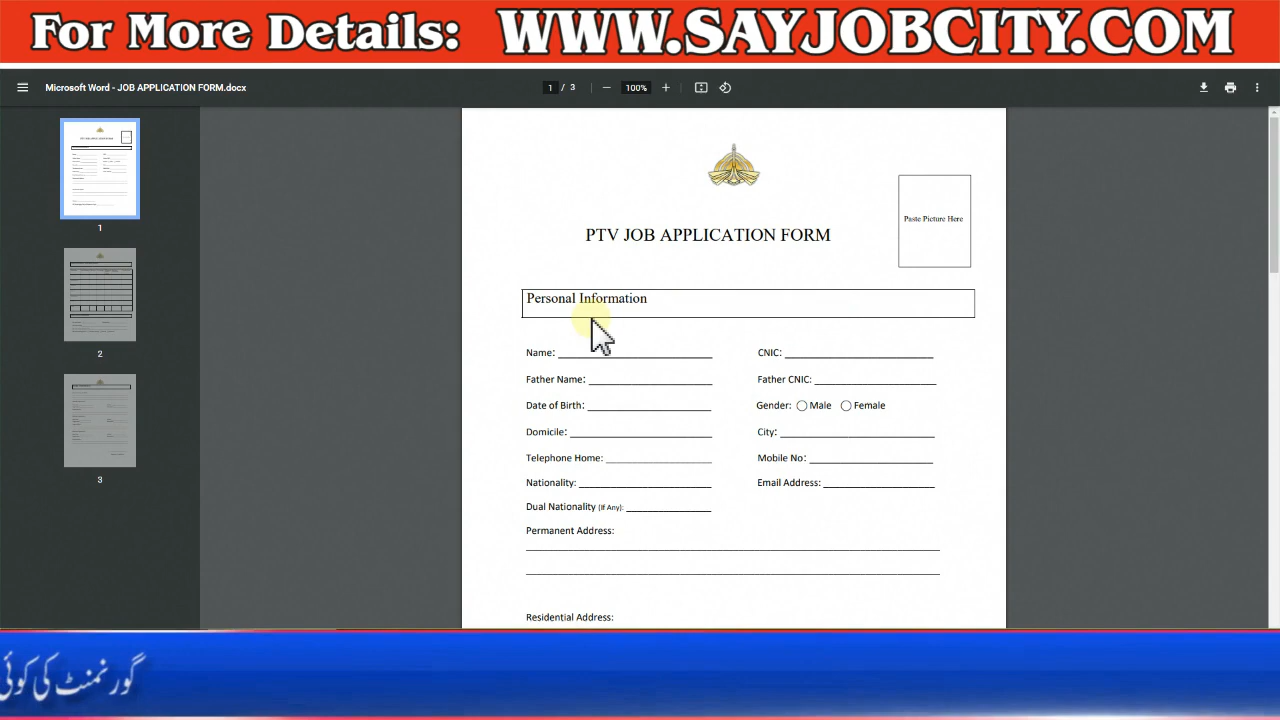 For More Details: WWW.SAYJOBCITY.COM
Microsoft Word - JOB APPLICATION FORM.docx
1 / 3
100%
1
2
3
PTV JOB APPLICATION FORM
Paste Picture Here
Personal Information
Name: CNIC:
Father Name: Father CNIC:
Date of Birth: Gender: Male Female
Domicile: City:
Telephone Home: Mobile No:
Nationality: Email Address:
Dual Nationality (If Any):
Permanent Address:
Residential Address:
گورنمنٹ کی کوئی